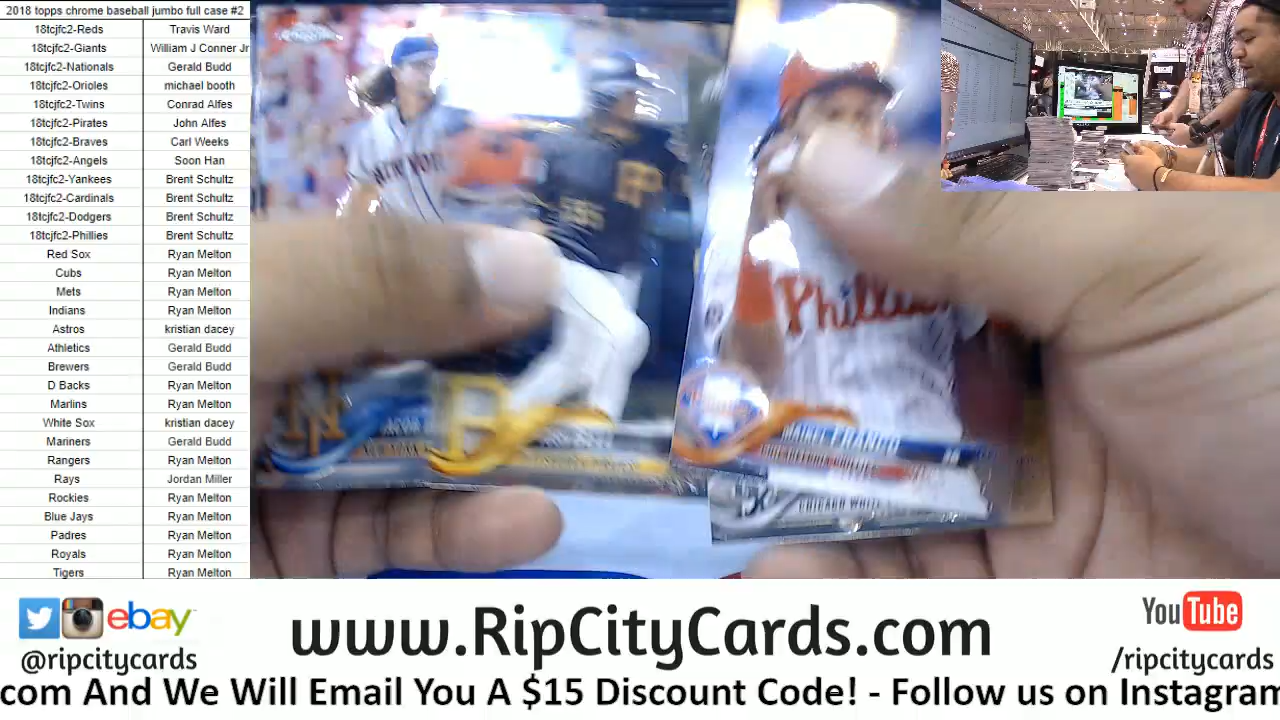 2018 topps chrome baseball jumbo full case #2
18tcjfc2-Reds Travis Ward
18tcjfc2-Giants William J Conner Jr
18tcjfc2-Nationals Gerald Budd
18tcjfc2-Orioles michael booth
18tcjfc2-Twins Conrad Alfes
18tcjfc2-Pirates John Alfes
18tcjfc2-Braves Carl Weeks
18tcjfc2-Angels Soon Han
18tcjfc2-Yankees Brent Schultz
18tcjfc2-Cardinals Brent Schultz
18tcjfc2-Dodgers Brent Schultz
18tcjfc2-Phillies Brent Schultz
Red Sox Ryan Melton
Cubs Ryan Melton
Mets Ryan Melton
Indians Ryan Melton
Astros kristian dacey
Athletics Gerald Budd
Brewers Gerald Budd
D Backs Ryan Melton
Marlins Ryan Melton
White Sox kristian dacey
Mariners Gerald Budd
Rangers Ryan Melton
Rays Jordan Miller
Rockies Ryan Melton
Blue Jays Ryan Melton
Padres Ryan Melton
Royals Ryan Melton
Tigers Ryan Melton
NEW YORK
Phillies
CHICAGO WHITE
ebay
@ripcitycards
www.RipCityCards.com
YouTube
/ripcitycards
com And We Will Email You A $15 Discount Code! - Follow us on Instagram